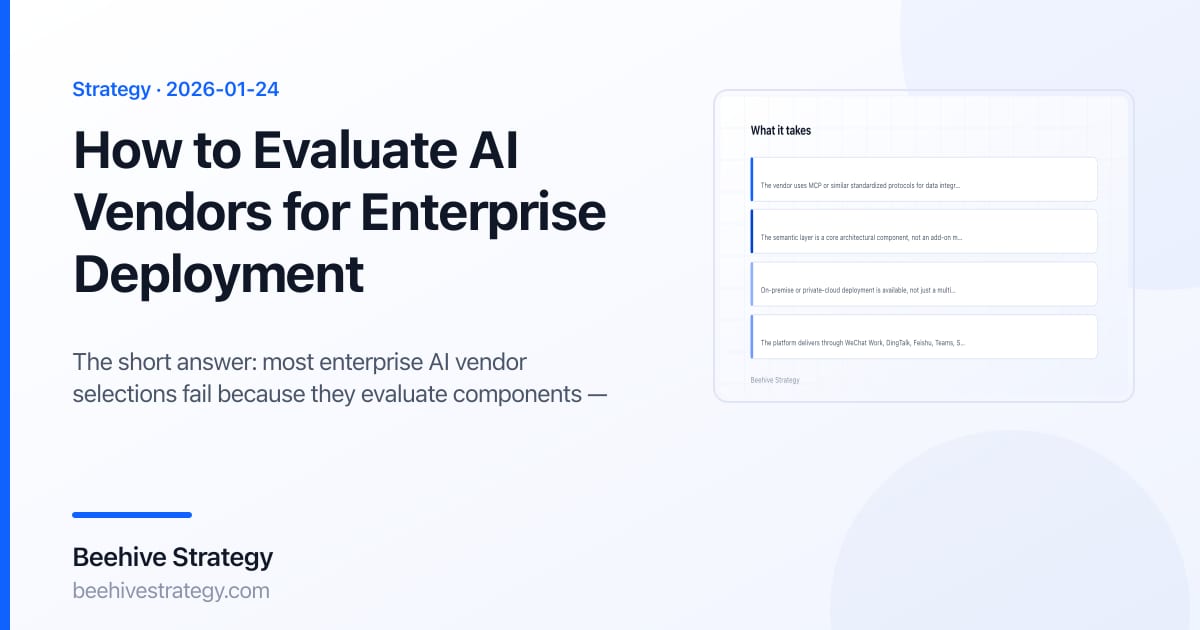 Strategy · 2026-01-24
How to Evaluate AI
Vendors for Enterprise
Deployment
The short answer: most enterprise AI vendor
selections fail because they evaluate components —
Beehive Strategy
beehivestrategy.com
What it takes
The vendor uses MCP or similar standardized protocols for data integr...
The semantic layer is a core architectural component, not an add-on m...
On-premise or private-cloud deployment is available, not just a multi...
The platform delivers through WeChat Work, DingTalk, Feishu, Teams, S...
Beehive Strategy